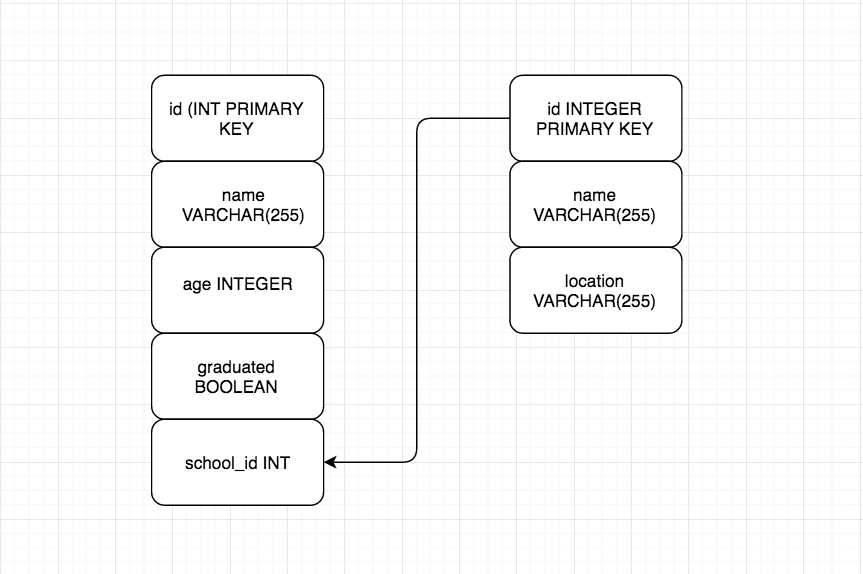 id (INT PRIMARY
KEY
name
VARCHAR(255)
age INTEGER
graduated
BOOLEAN
school_id INT
id INTEGER
PRIMARY KEY
name
VARCHAR(255)
location
VARCHAR(255)